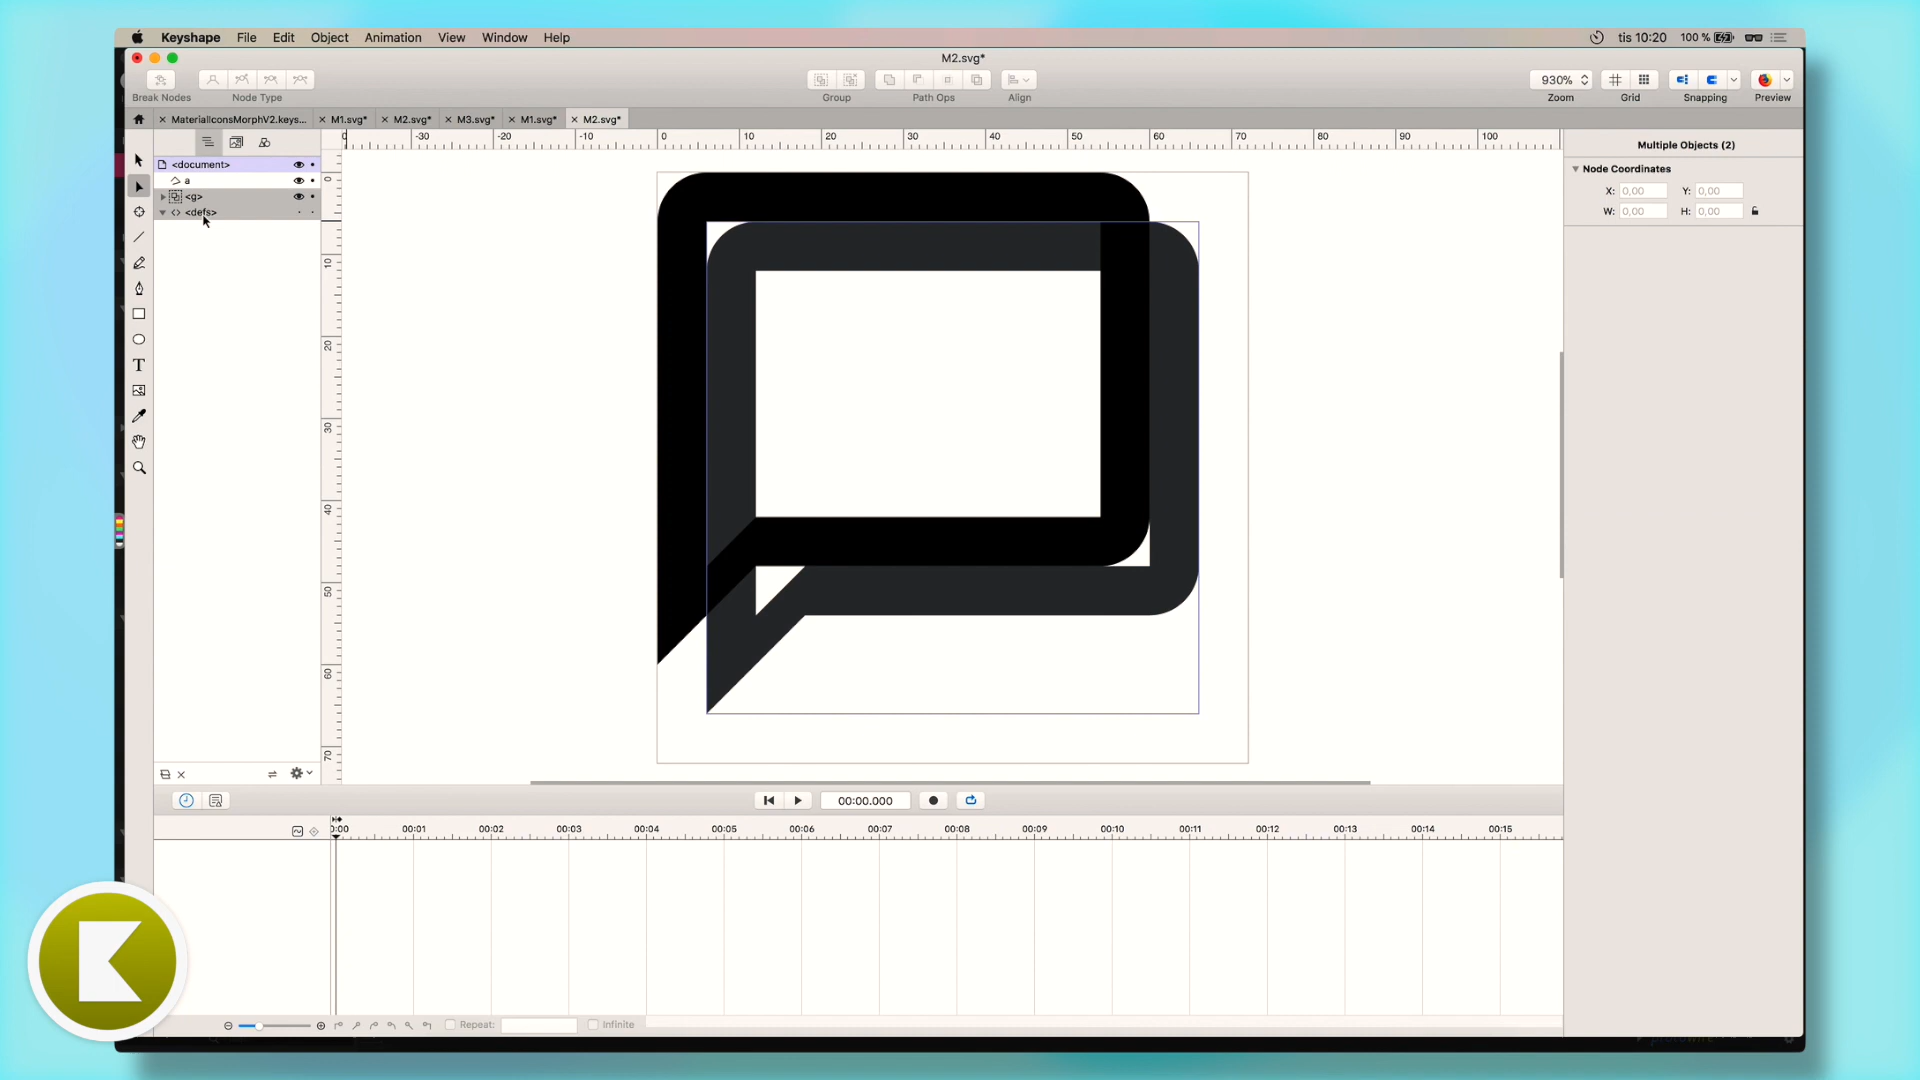 Keyshape File Edit Object Animation View Window Help
tis 10:20 100 %
M2.svg*
Break Nodes Node Type Group Path Ops Align 930% Zoom Grid Snapping Preview
MaterialIconsMorphV2.keys... M1.svg* M2.svg* M3.svg* M1.svg* M2.svg*
-30 -20 -10 0 10 20 30 40 50 60 70 80 90 100
<document>
a
<g>
<defs>
0
10
20
30
40
50
60
70
Multiple Objects (2)
Node Coordinates
X: 0,00 Y: 0,00
W: 0,00 H: 0,00
T
00:00.000
0:00 00:01 00:02 00:03 00:04 00:05 00:06 00:07 00:08 00:09 00:10 00:11 00:12 00:13 00:14 00:15
Repeat: Infinite